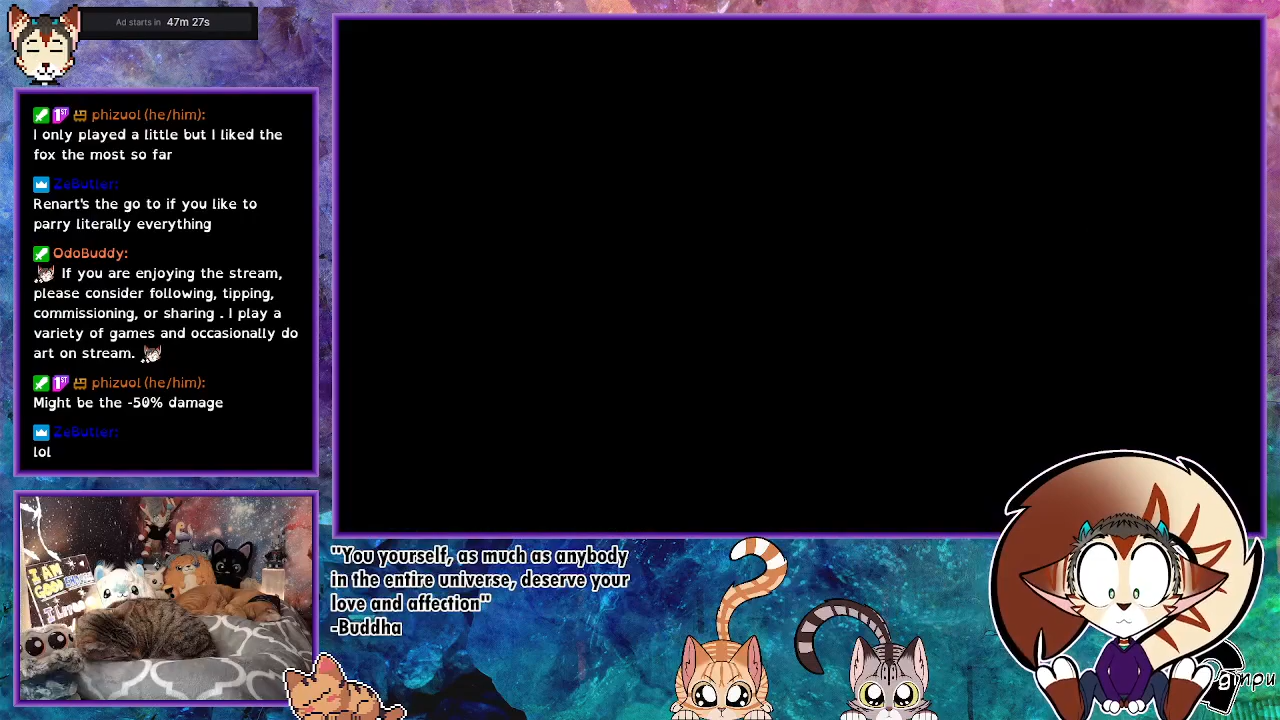 Ad starts in 47m 27s
phizuol (he/him):
I only played a little but I liked the
fox the most so far
ZeButler:
Renart's the go to if you like to
parry literally everything
OdoBuddy:
If you are enjoying the stream,
please consider following, tipping,
commissioning, or sharing . I play a
variety of games and occasionally do
art on stream.
phizuol (he/him):
Might be the -50% damage
ZeButler:
lol
I AM
GOOD
"You yourself, as much as anybody
in the entire universe, deserve your
love and affection"
-Buddha